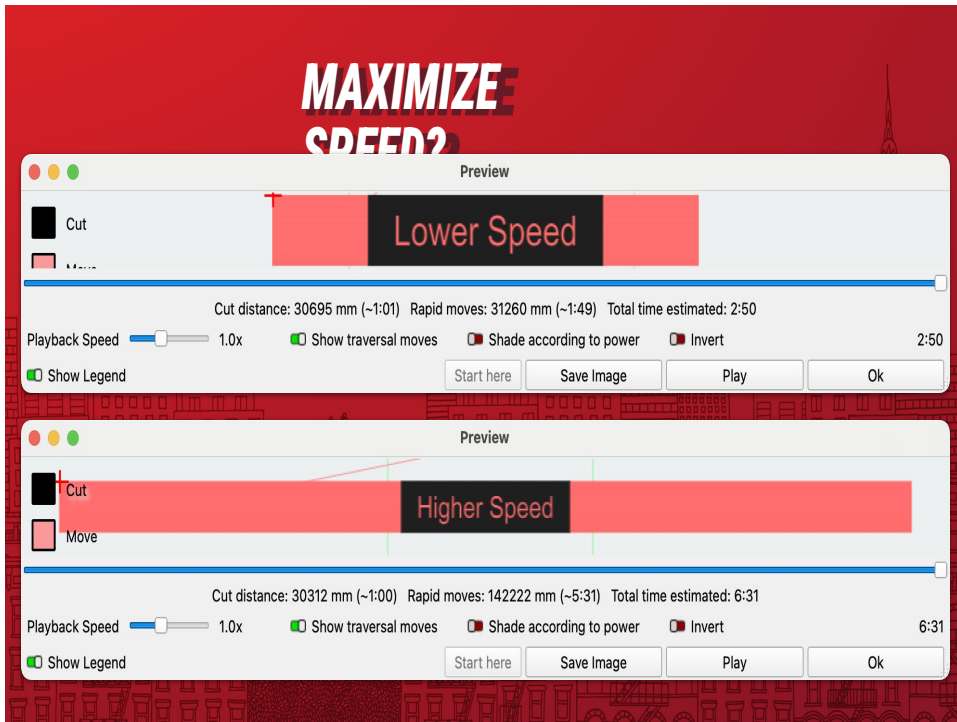 MAXIMIZE
SPEED?
Preview
Cut
Move
Lower Speed
Cut distance: 30695 mm (~1:01) Rapid moves: 31260 mm (~1:49) Total time estimated: 2:50
Playback Speed 1.0x Show traversal moves Shade according to power Invert 2:50
Show Legend Start here Save Image Play Ok
Preview
Cut
Move
Higher Speed
Cut distance: 30312 mm (~1:00) Rapid moves: 142222 mm (~5:31) Total time estimated: 6:31
Playback Speed 1.0x Show traversal moves Shade according to power Invert 6:31
Show Legend Start here Save Image Play Ok